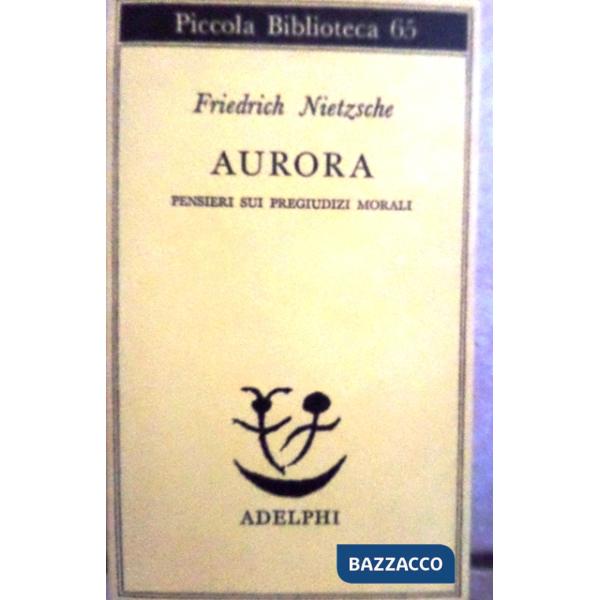 Piccola Biblioteca 65
Friedrich Nietzsche
AURORA
PENSIERI SUI PREGIUDIZI MORALI
ADELPHI
BAZZACCO